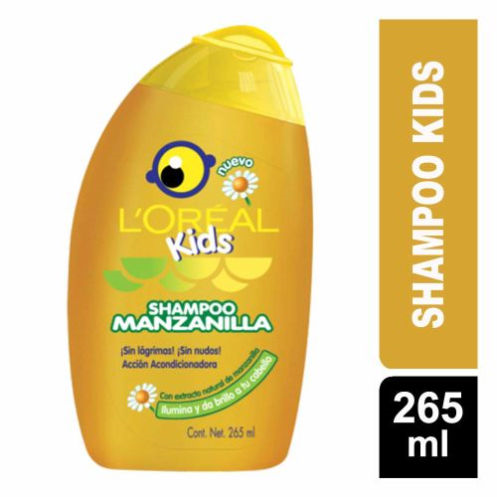 nuevo
L'ORÉAL
Kids
SHAMPOO
MANZANILLA
¡Sin lágrimas! ¡Sin nudos!
Acción Acondicionadora
Con extracto natural de manzanilla
Ilumina y da brillo a tu cabello
Cont. Net. 265 ml
SHAMPOO KIDS
265
ml